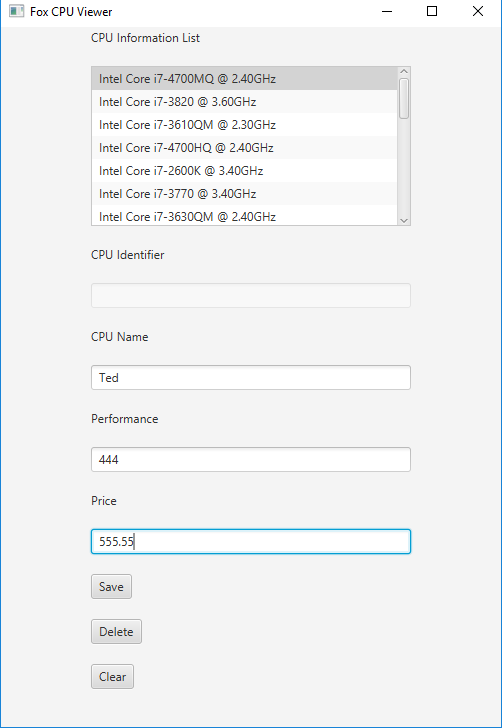 Fox CPU Viewer
CPU Information List
Intel Core i7-4700MQ @ 2.40GHz
Intel Core i7-3820 @ 3.60GHz
Intel Core i7-3610QM @ 2.30GHz
Intel Core i7-4700HQ @ 2.40GHz
Intel Core i7-2600K @ 3.40GHz
Intel Core i7-3770 @ 3.40GHz
Intel Core i7-3630QM @ 2.40GHz
CPU Identifier
CPU Name
Ted
Performance
444
Price
555.55
Save
Delete
Clear